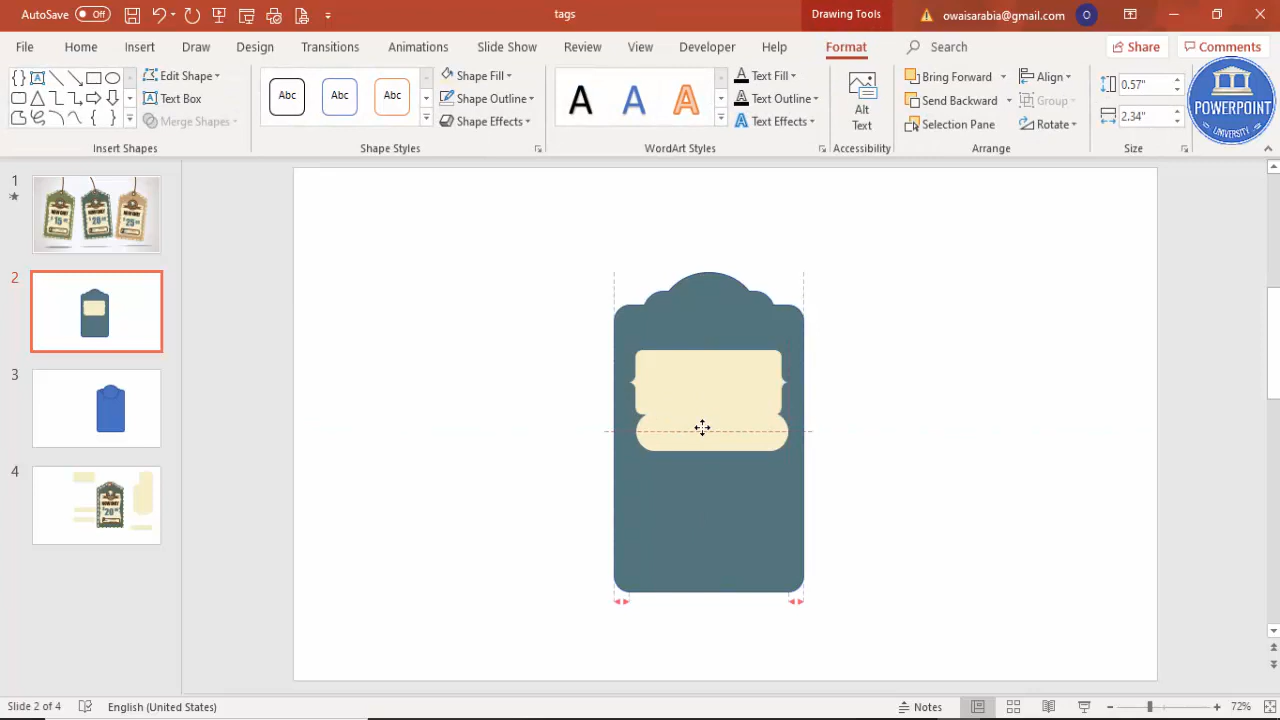 AutoSave Off
tags
Drawing Tools
owaisarabia@gmail.com
O
File Home Insert Draw Design Transitions Animations Slide Show Review View Developer Help Format Search Share Comments
Edit Shape
Text Box
Merge Shapes
Insert Shapes
Abc Abc Abc
Shape Fill
Shape Outline
Shape Effects
Shape Styles
A A A
Text Fill
Text Outline
Text Effects
WordArt Styles
Alt
Text
Accessibility
Bring Forward
Send Backward
Selection Pane
Align
Group
Rotate
Arrange
0.57"
2.34"
Size
POWERPOINT
UNIVERSITY
1
2
3
4
Slide 2 of 4
English (United States)
Notes
72%